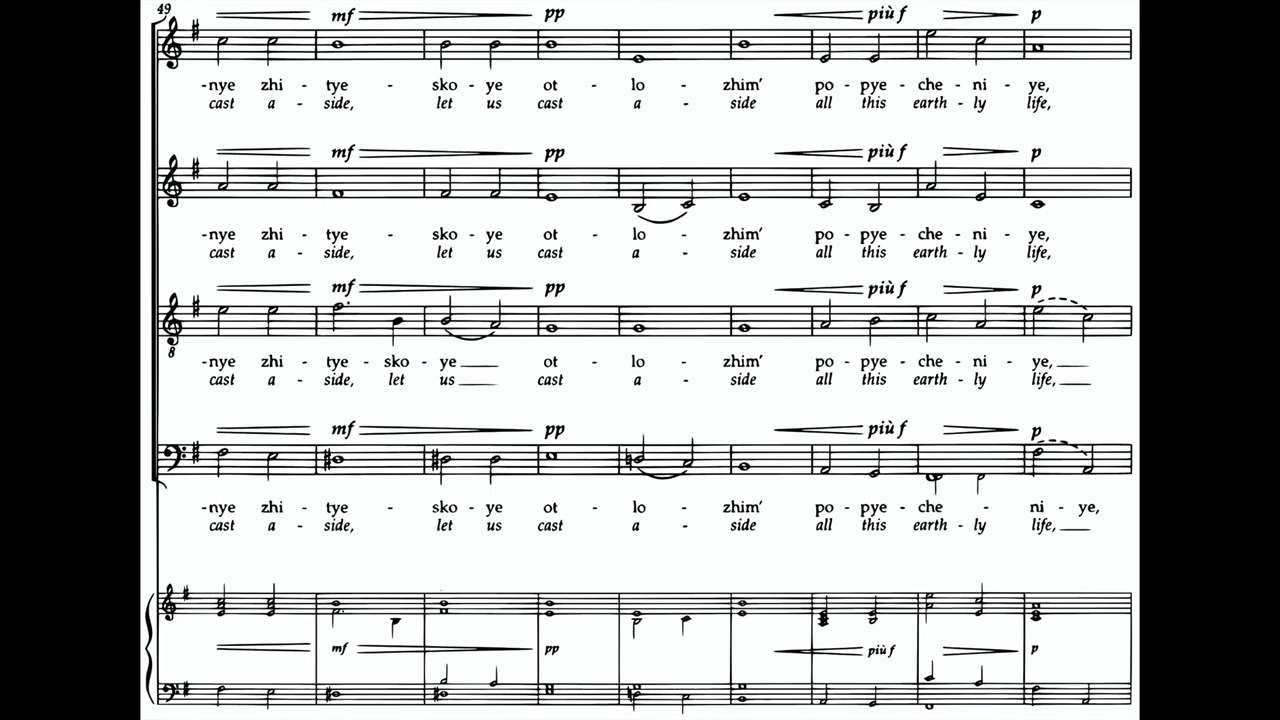 49
mf pp più f p
-nye zhi - tye - sko - ye ot - lo - zhim' po - pye - che - ni - ye,
cast a - side, let us cast a - side all this earth - ly life,
mf pp più f p
-nye zhi - tye - sko - ye ot - lo - zhim' po - pye - che - ni - ye,
cast a - side, let us cast a - side all this earth - ly life,
mf pp più f p
8
-nye zhi - tye - sko - ye ot - lo - zhim' po - pye - che - ni - ye,
cast a - side, let us cast a - side all this earth - ly life,
mf pp più f p
-nye zhi - tye - sko - ye ot - lo - zhim' po - pye - che - ni - ye,
cast a - side, let us cast a - side all this earth - ly life,
mf pp più f p